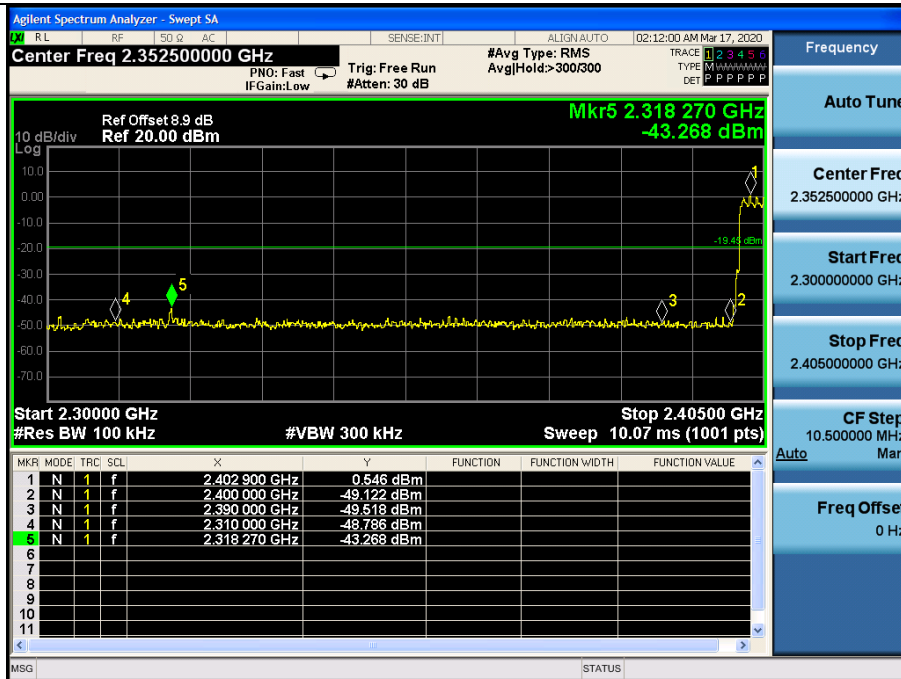 Agilent Spectrum Analyzer - Swept SA
LXI RL RF 50 Ω AC SENSE:INT ALIGN AUTO 02:12:00 AM Mar 17, 2020
Center Freq 2.352500000 GHz
PNO: Fast
IFGain:Low
Trig: Free Run
#Atten: 30 dB
#Avg Type: RMS
Avg|Hold:>300/300
TRACE 1 2 3 4 5 6
TYPE M
DET P P P P P P
Mkr5 2.318 270 GHz
-43.268 dBm
Ref Offset 8.9 dB
10 dB/div Ref 20.00 dBm
Log
10.0
0.00
-10.0
-20.0
-30.0
-40.0
-50.0
-60.0
-70.0
1
-19.45 dBm
5
4
3
2
Start 2.30000 GHz Stop 2.40500 GHz
#Res BW 100 kHz #VBW 300 kHz Sweep 10.07 ms (1001 pts)
MKR MODE TRC SCL X Y FUNCTION FUNCTION WIDTH FUNCTION VALUE
1 N 1 f 2.402 900 GHz 0.546 dBm
2 N 1 f 2.400 000 GHz -49.122 dBm
3 N 1 f 2.390 000 GHz -49.518 dBm
4 N 1 f 2.310 000 GHz -48.786 dBm
5 N 1 f 2.318 270 GHz -43.268 dBm
6
7
8
9
10
11
MSG STATUS
Frequency
Auto Tune
Center Freq
2.352500000 GHz
Start Freq
2.300000000 GHz
Stop Freq
2.405000000 GHz
CF Step
10.500000 MHz
Auto Man
Freq Offset
0 Hz